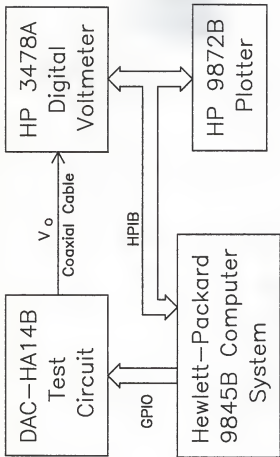 DAC-HA14B
Test
Circuit
V o
Coaxial Cable
HP 3478A
Digital
Voltmeter
GPIO
HPIB
Hewlett-Packard
9845B Computer
System
HP 9872B
Plotter